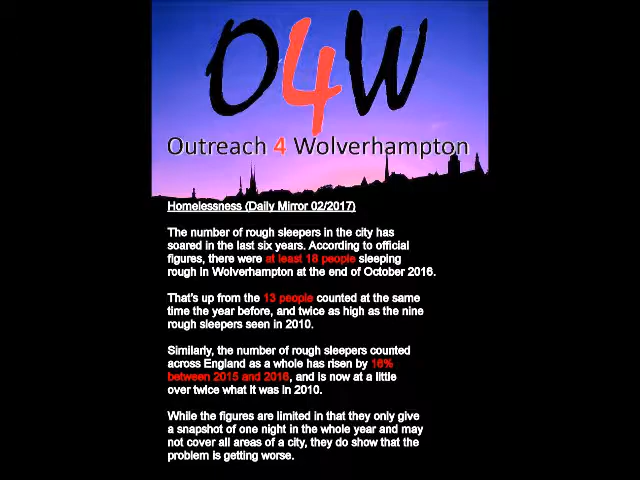 O4W
Outreach 4 Wolverhampton
Homelessness (Daily Mirror 02/2017)
The number of rough sleepers in the city has
soared in the last six years. According to official
figures, there were at least 18 people sleeping
rough in Wolverhampton at the end of October 2016.
That's up from the 13 people counted at the same
time the year before, and twice as high as the nine
rough sleepers seen in 2010.
Similarly, the number of rough sleepers counted
across England as a whole has risen by 16%
between 2015 and 2016, and is now at a little
over twice what it was in 2010.
While the figures are limited in that they only give
a snapshot of one night in the whole year and may
not cover all areas of a city, they do show that the
problem is getting worse.